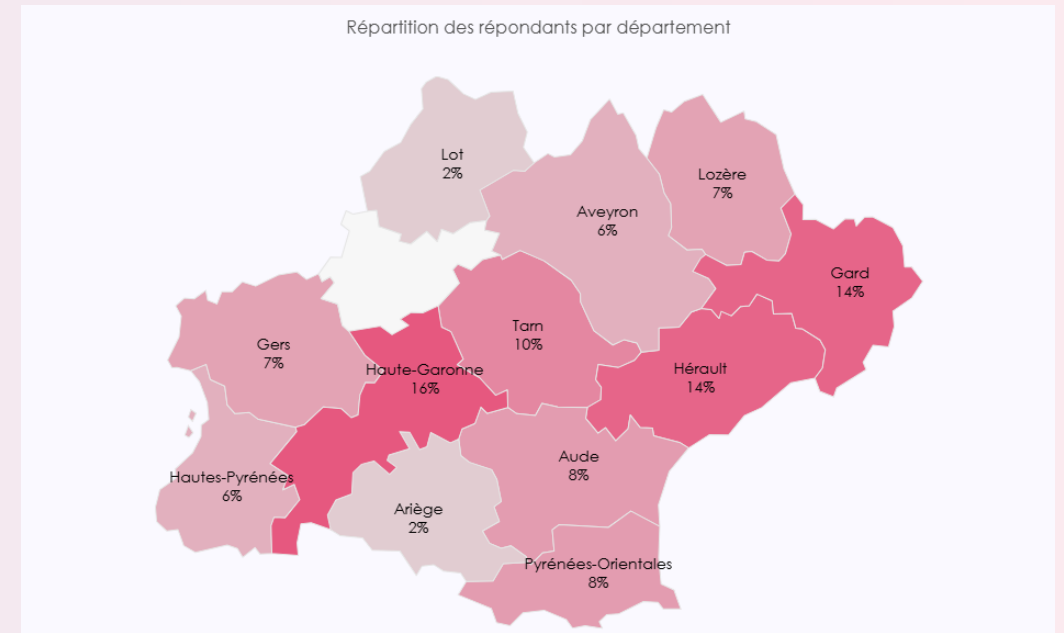 Répartition des répondants par département
Lot
2%
Lozère
7%
Aveyron
6%
Gard
14%
Tarn
10%
Gers
7%
Haute-Garonne
16%
Hérault
14%
Aude
8%
Hautes-Pyrénées
6%
Ariège
2%
Pyrénées-Orientales
8%